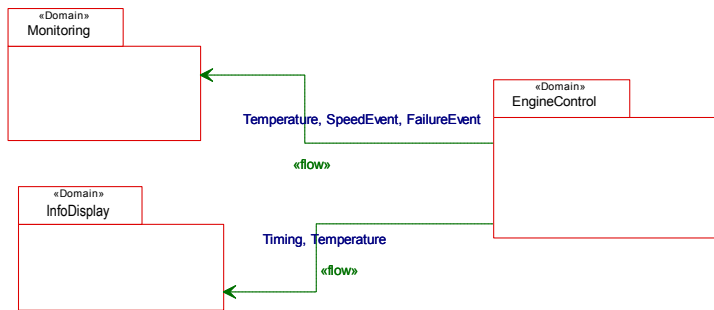 «Domain»
Monitoring
«Domain»
EngineControl
Temperature, SpeedEvent, FailureEvent
«flow»
«Domain»
InfoDisplay
Timing, Temperature
«flow»